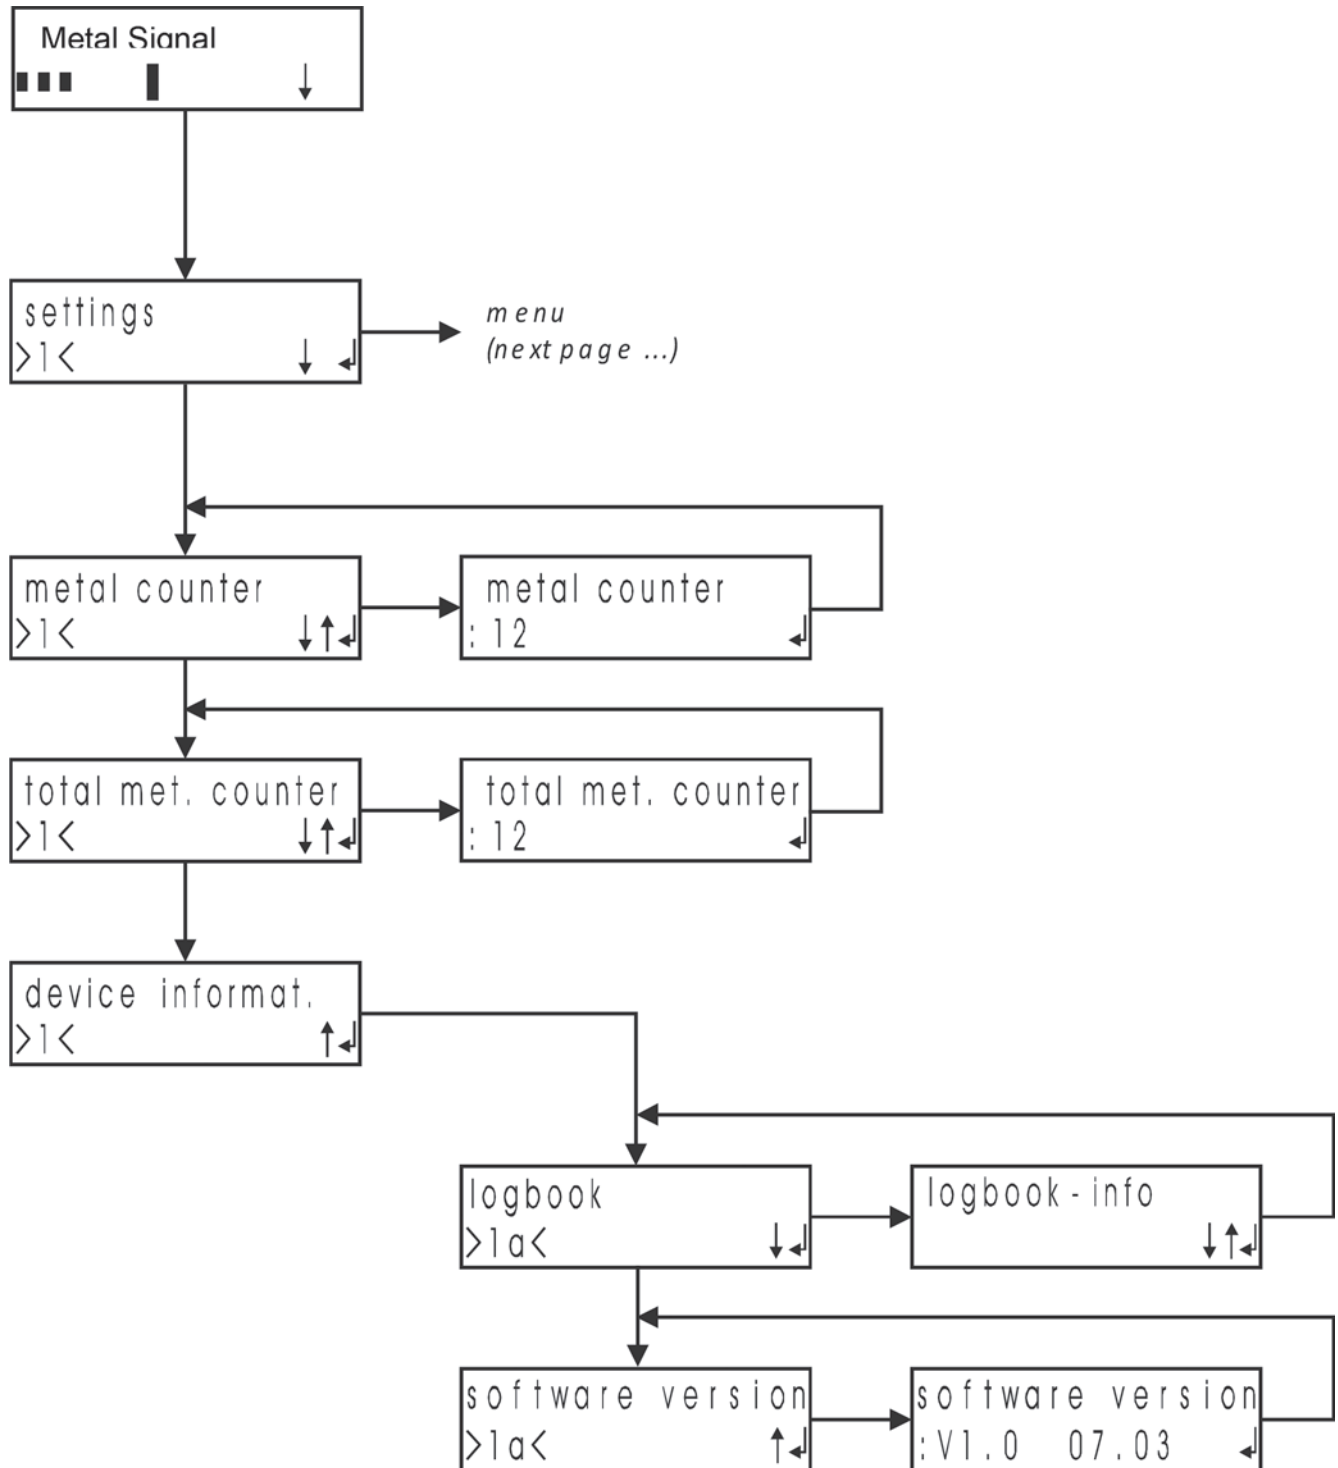 Metal Signal
settings
>1<
menu
(next page ...)
metal counter
>1<
metal counter
: 12
total met. counter
>1<
total met. counter
: 12
device informat.
>1<
logbook
>1a<
logbook - info
software version
>1a<
software version
:V1.0 07.03